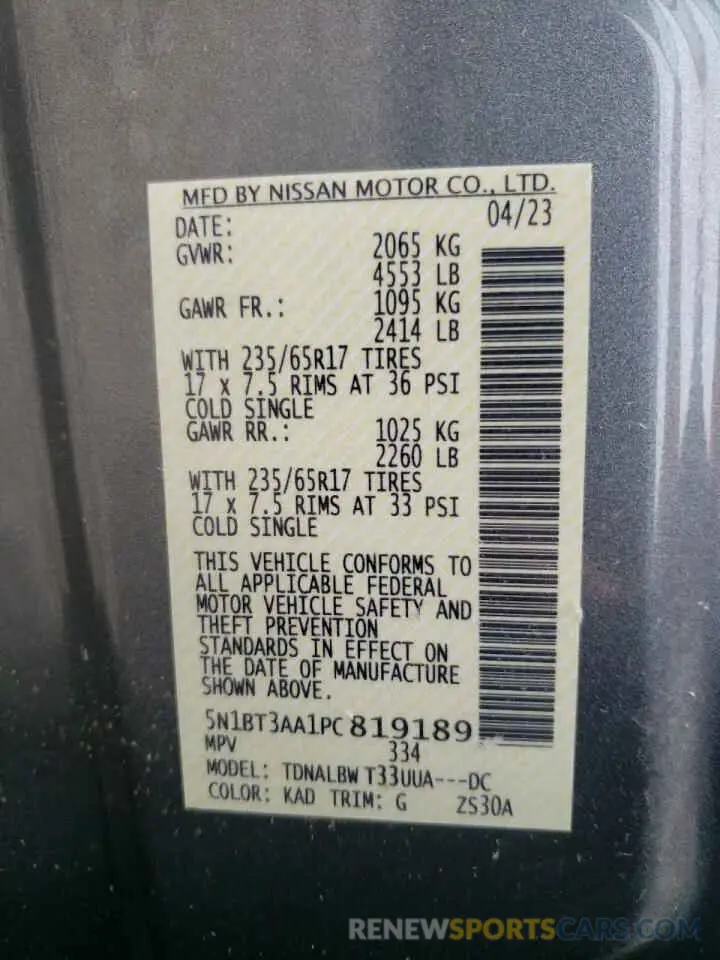 MFD BY NISSAN MOTOR CO., LTD.
DATE: 04/23
GVWR: 2065 KG
4553 LB
GAWR FR.: 1095 KG
2414 LB
WITH 235/65R17 TIRES
17 x 7.5 RIMS AT 36 PSI
COLD SINGLE
GAWR RR.: 1025 KG
2260 LB
WITH 235/65R17 TIRES
17 x 7.5 RIMS AT 33 PSI
COLD SINGLE
THIS VEHICLE CONFORMS TO
ALL APPLICABLE FEDERAL
MOTOR VEHICLE SAFETY AND
THEFT PREVENTION
STANDARDS IN EFFECT ON
THE DATE OF MANUFACTURE
SHOWN ABOVE.
5N1BT3AA1PC819189
MPV 334
MODEL: TDNALBW T33UUA---DC
COLOR: KAD TRIM: G ZS30A
RENEWSPORTSCARS.COM